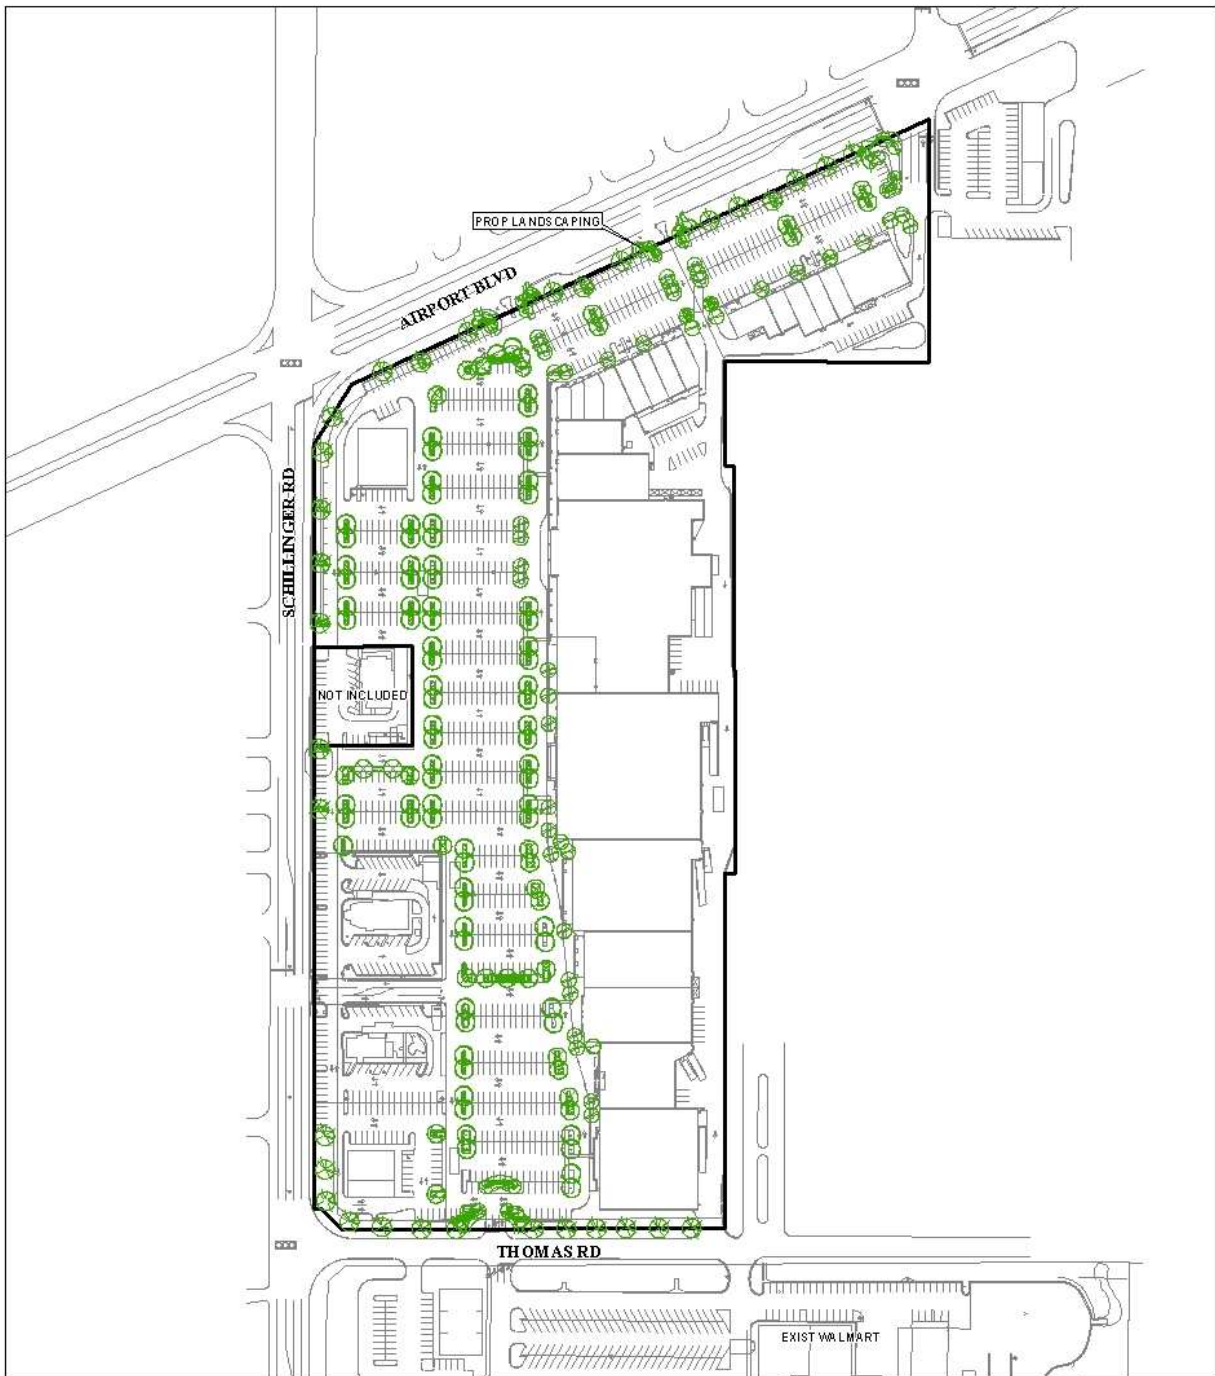 PROP LANDSCAPING
AIRPORT BLVD
SCHILLINGER RD
NOT INCLUDED
THOMAS RD
EXIST WALMART